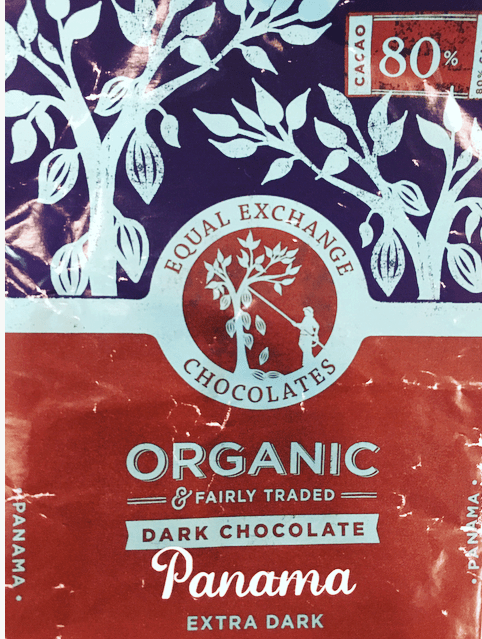 CACAO
80%
EQUAL EXCHANGE
CHOCOLATES
ORGANIC
& FAIRLY TRADED
DARK CHOCOLATE
Panama
EXTRA DARK
PANAMA
PANAMA